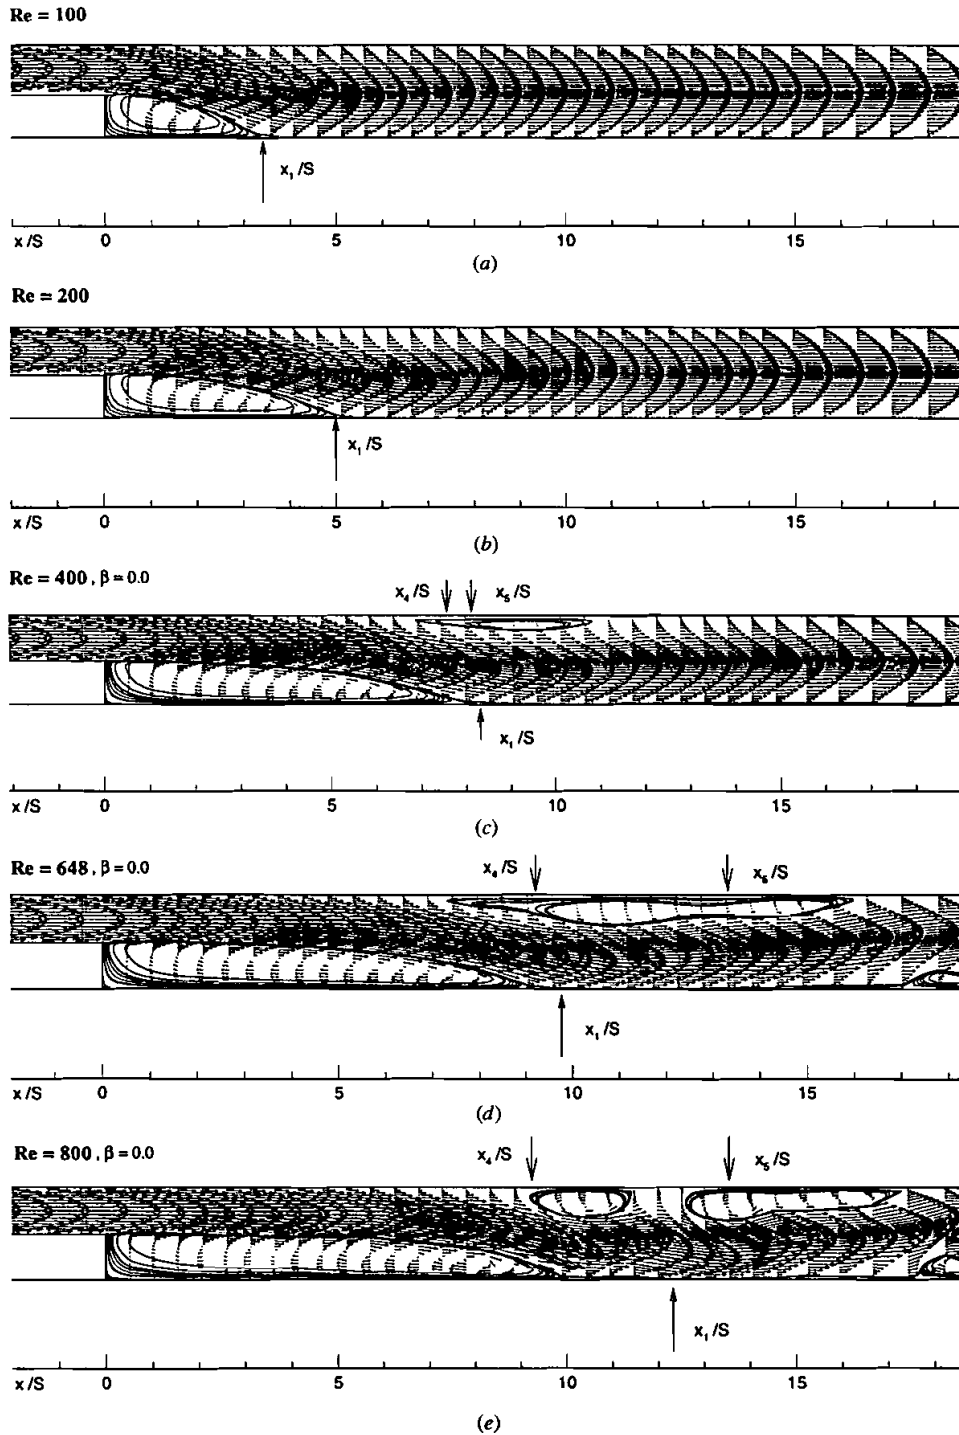 Re = 100
x₁/S
x/S 0 5 10 15
(a)
Re = 200
x₁/S
x/S 0 5 10 15
(b)
Re = 400, β = 0.0
x₄/S x₅/S
x₁/S
x/S 0 5 10 15
(c)
Re = 648, β = 0.0
x₄/S x₅/S
x₁/S
x/S 0 5 10 15
(d)
Re = 800, β = 0.0
x₄/S x₅/S
x₁/S
x/S 0 5 10 15
(e)